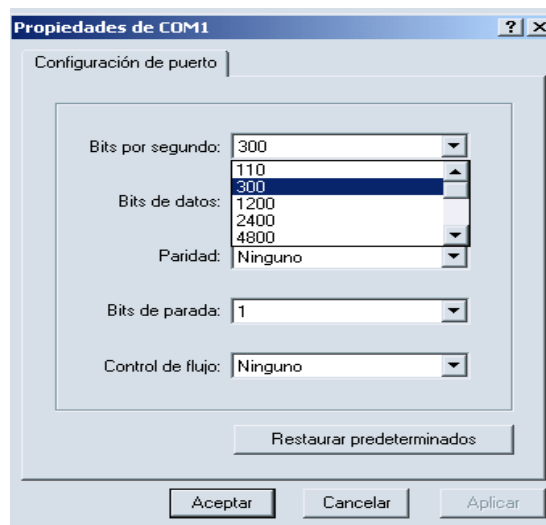 Propiedades de COM1
Configuración de puerto
Bits por segundo: 300
110
300
Bits de datos: 1200
2400
4800
Paridad: Ninguno
Bits de parada: 1
Control de flujo: Ninguno
Restaurar predeterminados
Aceptar Cancelar Aplicar